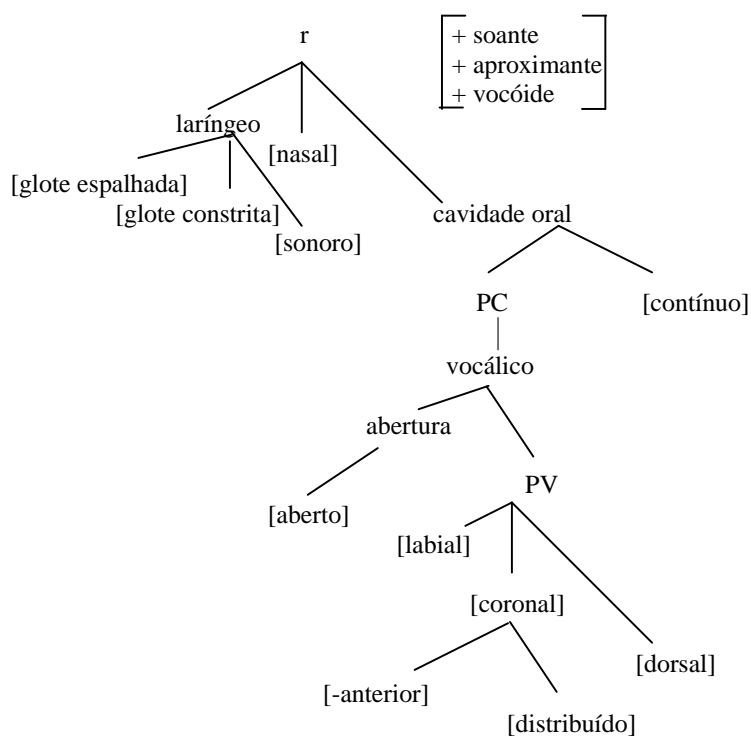 r
+ soante
+ aproximante
+ vocóide
laríngeo
[nasal]
[glote espalhada]
[glote constrita]
[sonoro]
cavidade oral
PC
[contínuo]
vocálico
abertura
PV
[aberto]
[labial]
[coronal]
[dorsal]
[-anterior]
[distribuído]